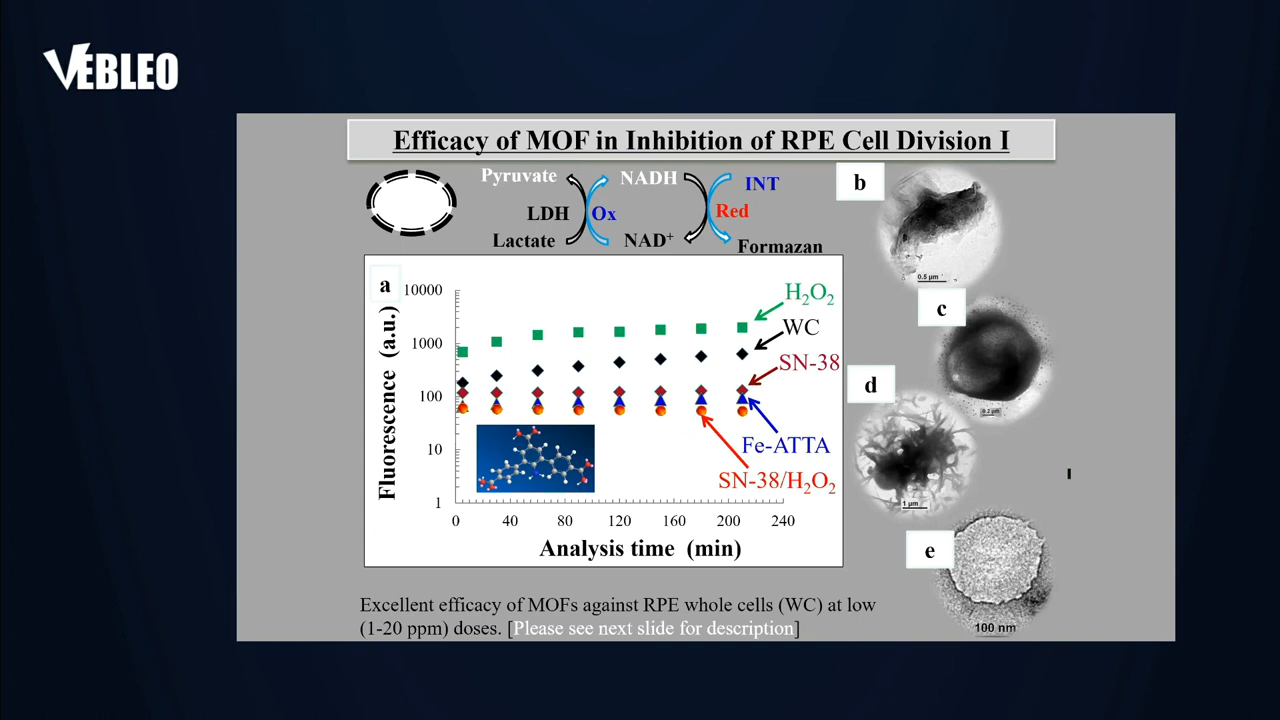 VEBLEO
Efficacy of MOF in Inhibition of RPE Cell Division I
Pyruvate
NADH
INT
LDH
Ox
Red
Lactate
NAD⁺
Formazan
a
Fluorescence (a.u.)
10000
1000
100
10
1
0 40 80 120 160 200 240
Analysis time (min)
H₂O₂
WC
SN-38
Fe-ATTA
SN-38/H₂O₂
b
0.5 µm
c
0.2 µm
d
1 µm
e
100 nm
Excellent efficacy of MOFs against RPE whole cells (WC) at low
(1-20 ppm) doses. [Please see next slide for description]